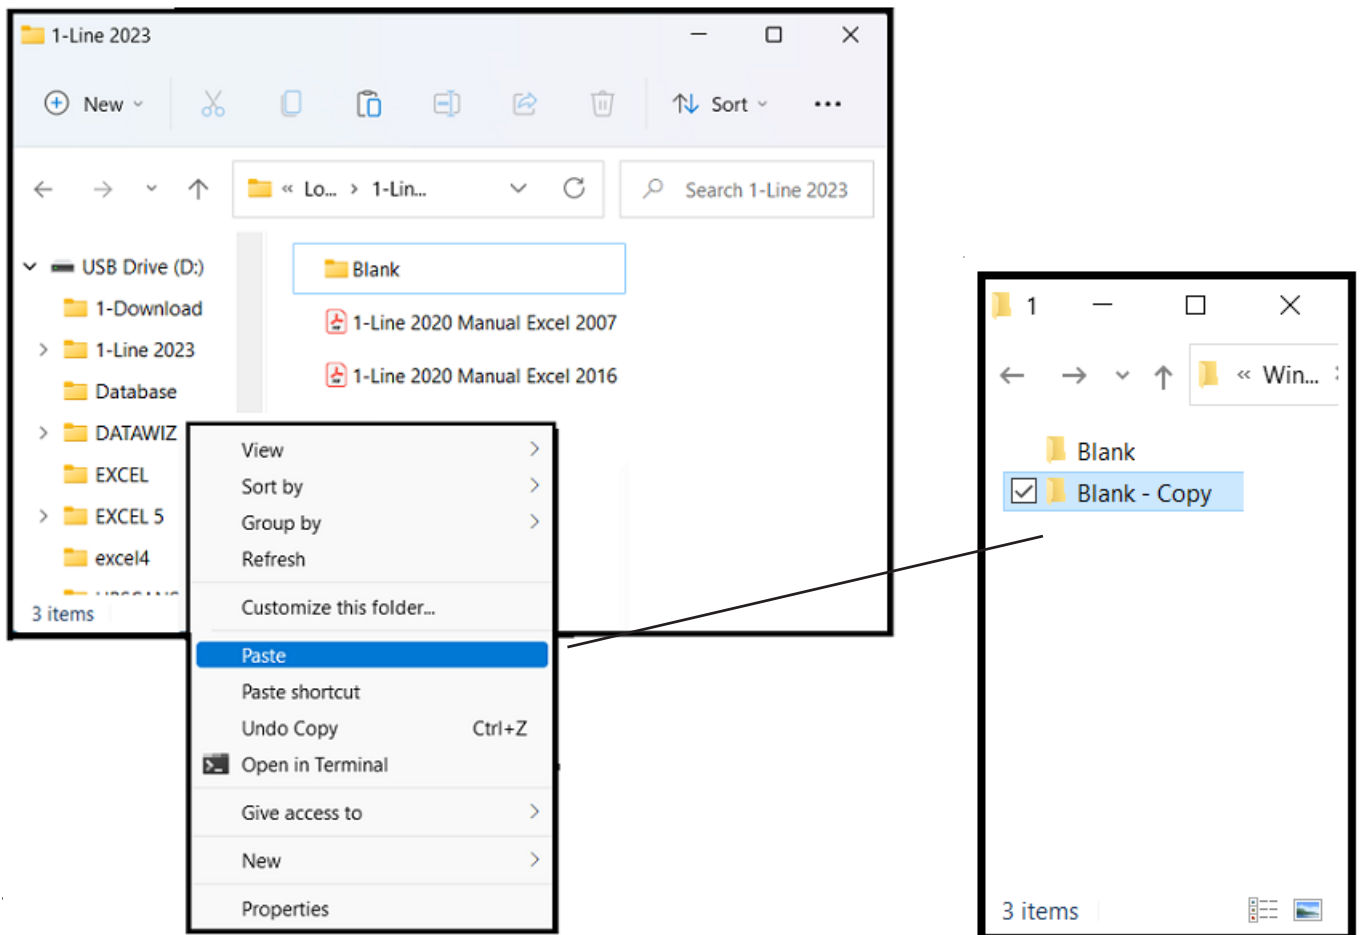 1-Line 2023
New
Sort
« Lo... > 1-Lin...
Search 1-Line 2023
USB Drive (D:)
1-Download
1-Line 2023
Database
DATAWIZ
EXCEL
EXCEL 5
excel4
3 items
Blank
1-Line 2020 Manual Excel 2007
1-Line 2020 Manual Excel 2016
View
Sort by
Group by
Refresh
Customize this folder...
Paste
Paste shortcut
Undo Copy Ctrl+Z
Open in Terminal
Give access to
New
Properties
1
« Win...
Blank
Blank - Copy
3 items